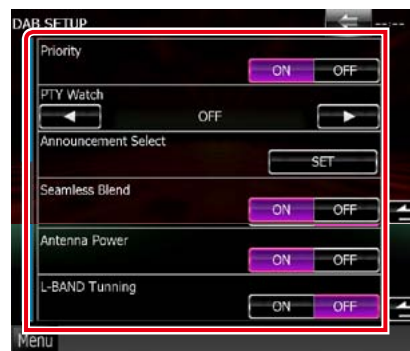 DAB SETUP --:--
Priority
ON OFF
PTY Watch
OFF
Announcement Select
SET
Seamless Blend
ON OFF
Antenna Power
ON OFF
L-BAND Tunning
ON OFF
Menu